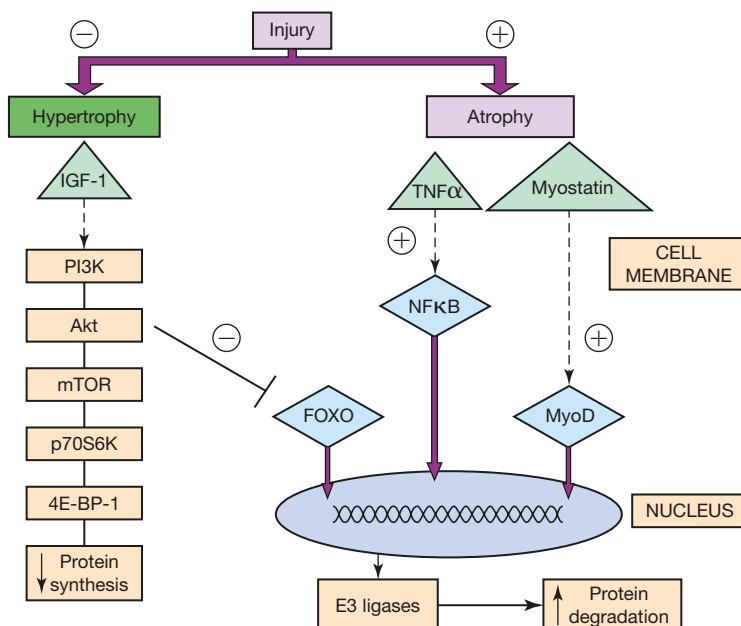 Injury
−
+
Hypertrophy
Atrophy
IGF-1
TNFα
Myostatin
PI3K
+
CELL
MEMBRANE
Akt
−
NFκB
+
mTOR
FOXO
MyoD
p70S6K
4E-BP-1
NUCLEUS
↓ Protein
synthesis
E3 ligases
↑ Protein
degradation